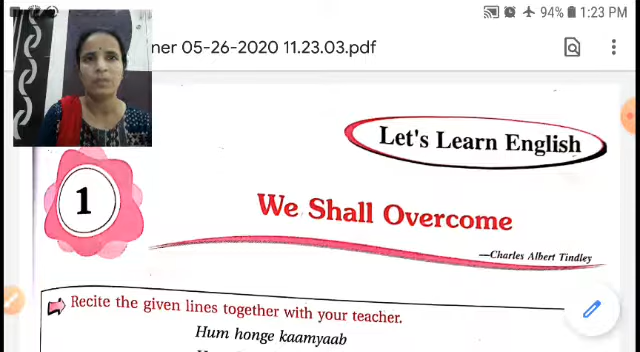 94% 1:23 PM
ner 05-26-2020 11.23.03.pdf
Let's Learn English
1
We Shall Overcome
—Charles Albert Tindley
Recite the given lines together with your teacher.
Hum honge kaamyaab